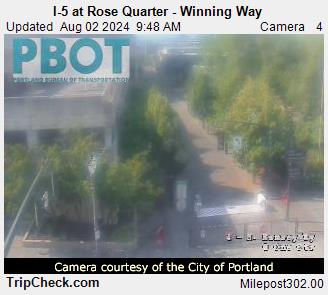 I-5 at Rose Quarter - Winning Way
Updated Aug 02 2024 9:48 AM Camera 4
PBOT
PORTLAND BUREAU OF TRANSPORTATION
Camera courtesy of the City of Portland
TripCheck.com Milepost302.00